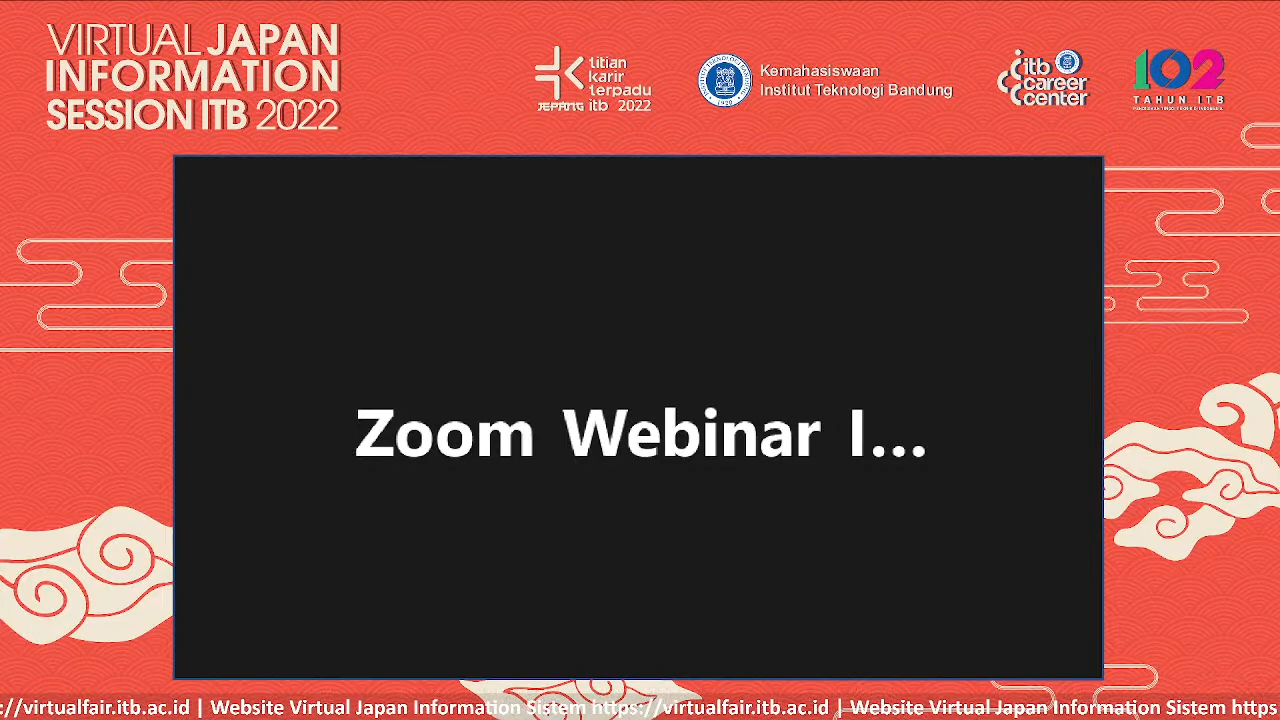 VIRTUAL JAPAN
INFORMATION
SESSION ITB 2022
titian
karir
terpadu
JEPANG itb 2022
Kemahasiswaan
Institut Teknologi Bandung
itb
career
center
102
TAHUN ITB
Zoom Webinar I...
://virtualfair.itb.ac.id | Website Virtual Japan Information Sistem https://virtualfair.itb.ac.id | Website Virtual Japan Information Sistem https